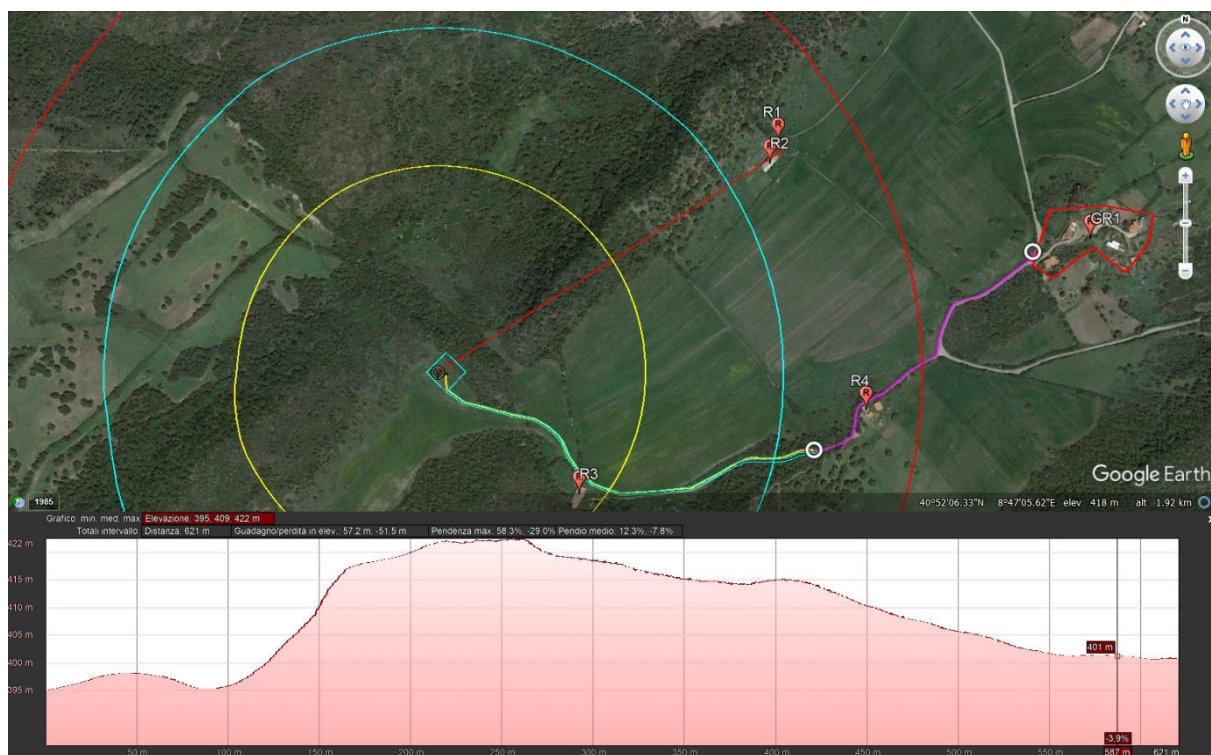 N
R1
R
R2
GR1
R4
R
R3
Google Earth
1985
40°52'06.33"N 8°47'05.62"E elev 418 m alt 1.92 km
Grafico: min. med. max. Elevazione: 395, 409, 422 m
Totali intervallo: Distanza: 621 m Guadagno/perdita in elev.: 57.2 m, -51.5 m Pendenza max: 58.3%, -29.0% Pendio medio: 12.3%, -7.8%
422 m
415 m
410 m
405 m
400 m
395 m
401 m
-3.9%
50 m 100 m 150 m 200 m 250 m 300 m 350 m 400 m 450 m 500 m 550 m 587 m 621 m